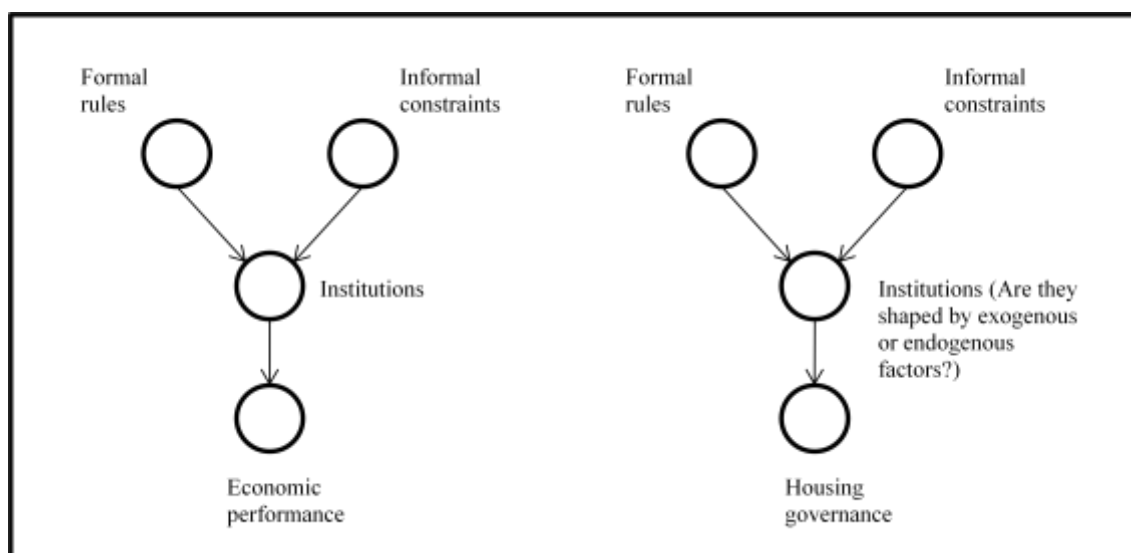 Formal
rules
Informal
constraints
Institutions
Economic
performance
Formal
rules
Informal
constraints
Institutions (Are they
shaped by exogenous
or endogenous
factors?)
Housing
governance